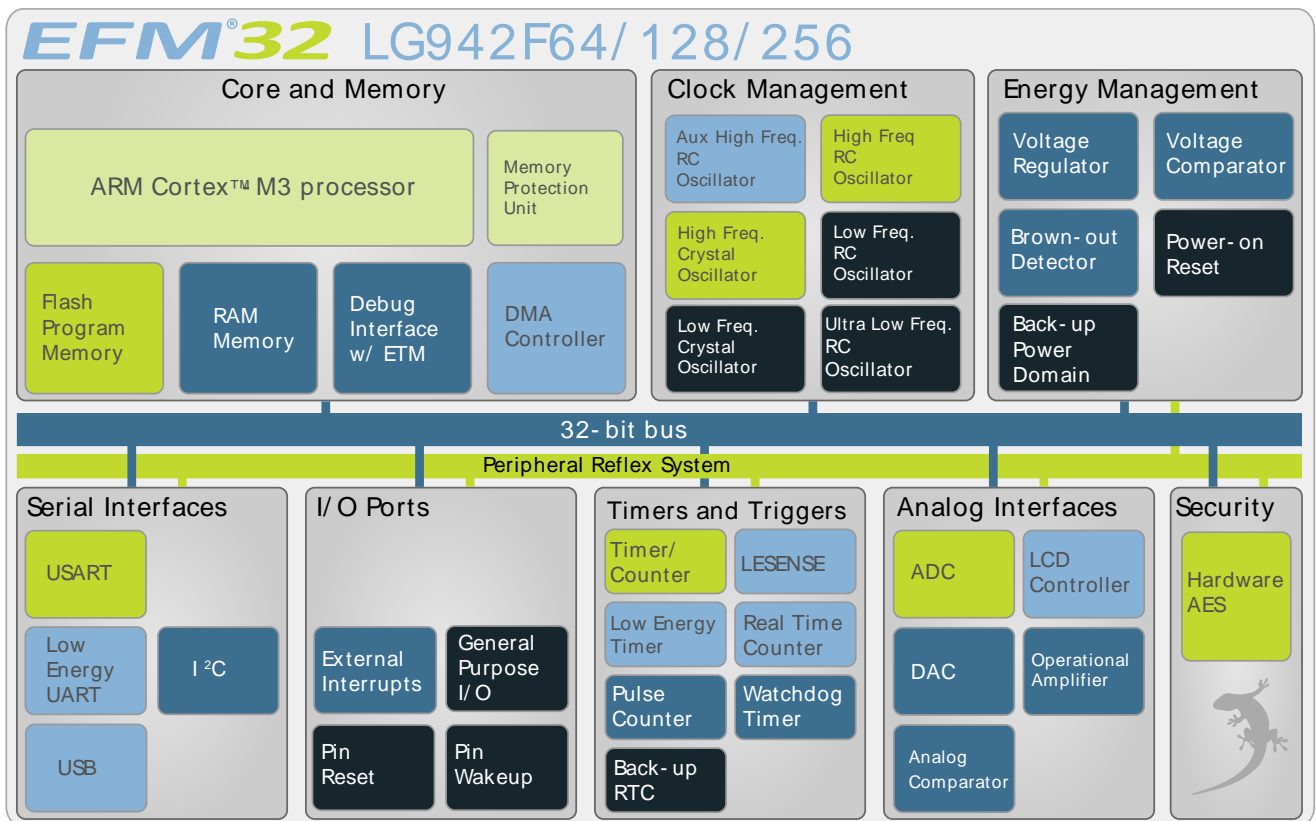 EFM®32 LG942F64/128/256
Core and Memory
ARM Cortex™ M3 processor
Memory
Protection
Unit
Flash
Program
Memory
RAM
Memory
Debug
Interface
w/ ETM
DMA
Controller
Clock Management
Aux High Freq.
RC
Oscillator
High Freq
RC
Oscillator
High Freq.
Crystal
Oscillator
Low Freq.
RC
Oscillator
Low Freq.
Crystal
Oscillator
Ultra Low Freq.
RC
Oscillator
Energy Management
Voltage
Regulator
Voltage
Comparator
Brown-out
Detector
Power-on
Reset
Back-up
Power
Domain
32-bit bus
Peripheral Reflex System
Serial Interfaces
USART
Low
Energy
UART
I²C
USB
I/O Ports
External
Interrupts
General
Purpose
I/O
Pin
Reset
Pin
Wakeup
Timers and Triggers
Timer/
Counter
LESENSE
Low Energy
Timer
Real Time
Counter
Pulse
Counter
Watchdog
Timer
Back-up
RTC
Analog Interfaces
ADC
LCD
Controller
DAC
Operational
Amplifier
Analog
Comparator
Security
Hardware
AES